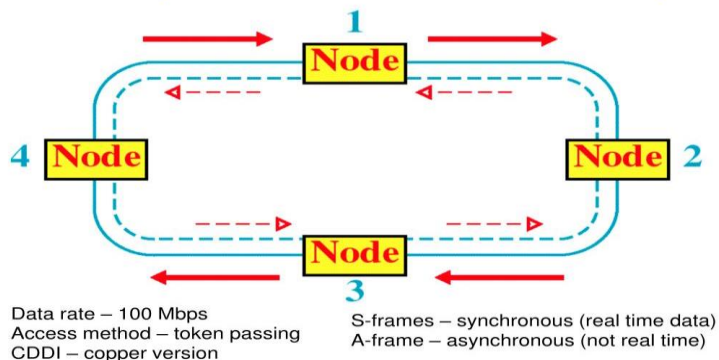 1
Node
4 Node
Node 2
Node
3
Data rate – 100 Mbps
Access method – token passing
CDDI – copper version
S-frames – synchronous (real time data)
A-frame – asynchronous (not real time)